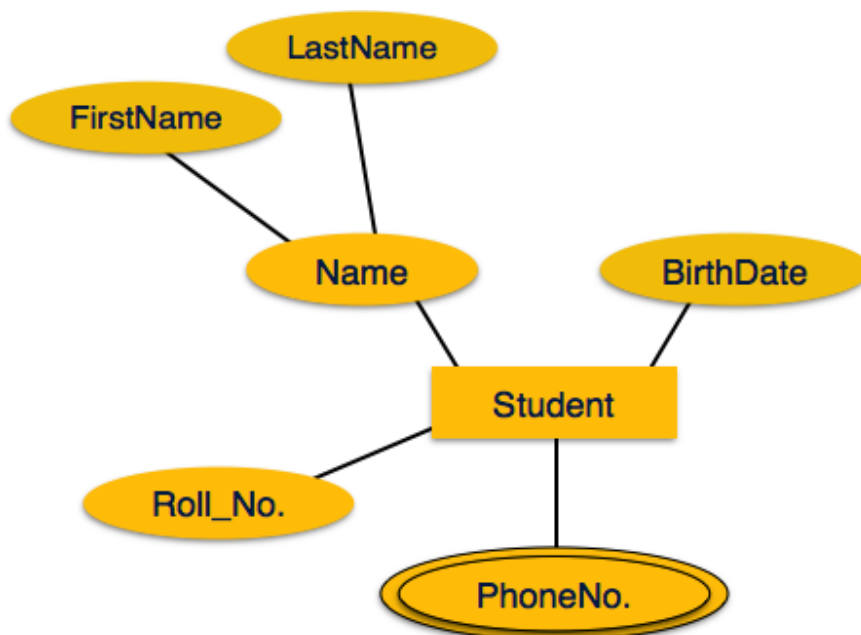 LastName
FirstName
Name
BirthDate
Student
Roll_No.
PhoneNo.